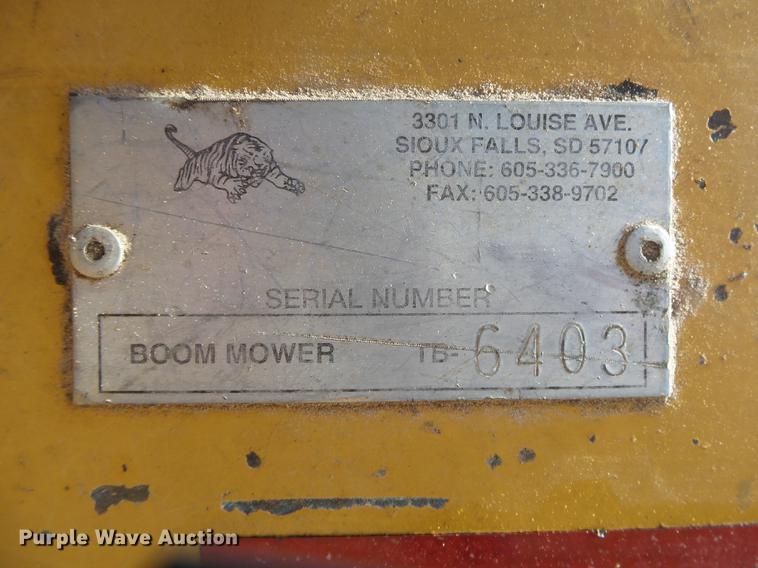 3301 N. LOUISE AVE.
SIOUX FALLS, SD 57107
PHONE: 605-336-7900
FAX: 605-338-9702
SERIAL NUMBER
BOOM MOWER TB- 6403
Purple Wave Auction®